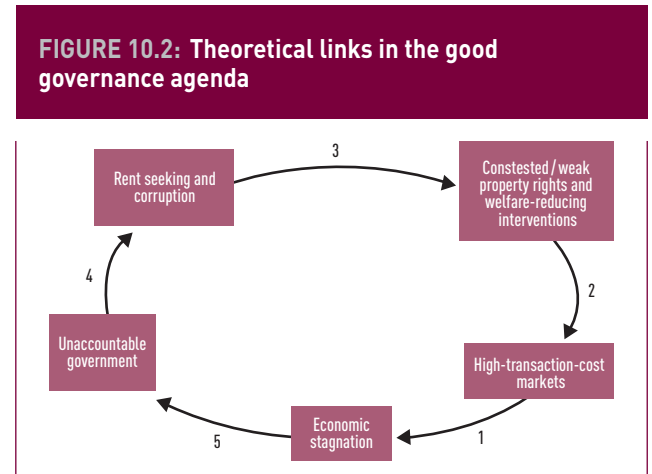 FIGURE 10.2: Theoretical links in the good
governance agenda
3
Rent seeking and
corruption
Constested / weak
property rights and
welfare-reducing
interventions
4
2
Unaccountable
government
High-transaction-cost
markets
Economic
stagnation
5
1